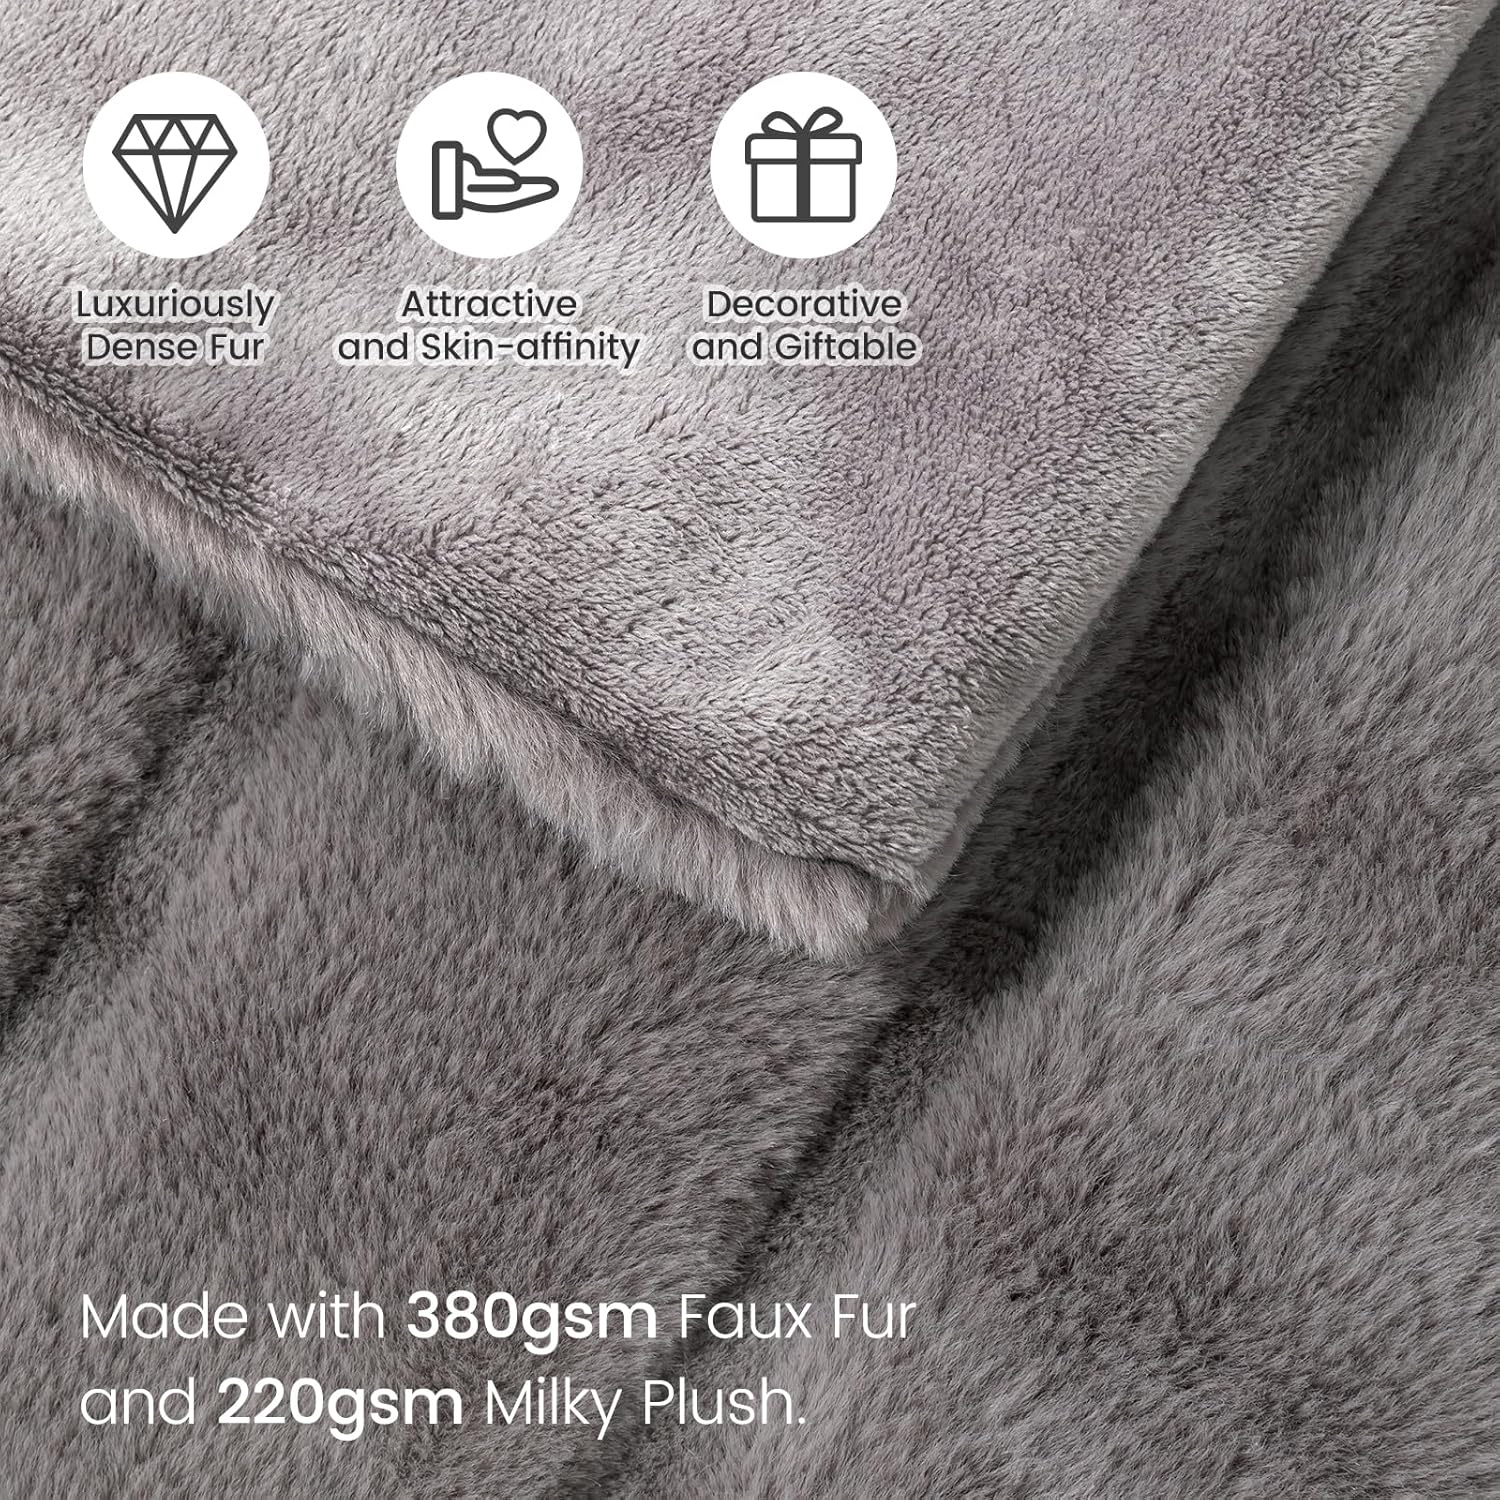 Luxuriously
Dense Fur
Attractive
and Skin-affinity
Decorative
and Giftable
Made with 380gsm Faux Fur
and 220gsm Milky Plush.